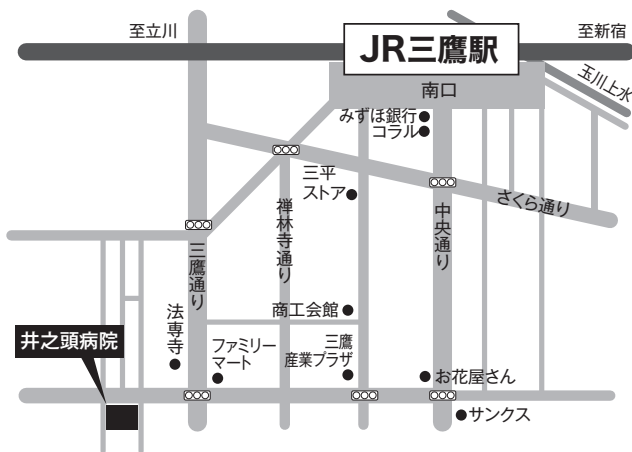 至立川
JR三鷹駅
至新宿
玉川上水
南口
みずほ銀行
コラル
三平
ストア
さくら通り
禅林寺通り
中央通り
三鷹通り
商工会館
法専寺
井之頭病院
ファミリー
マート
三鷹
産業プラザ
お花屋さん
サンクス